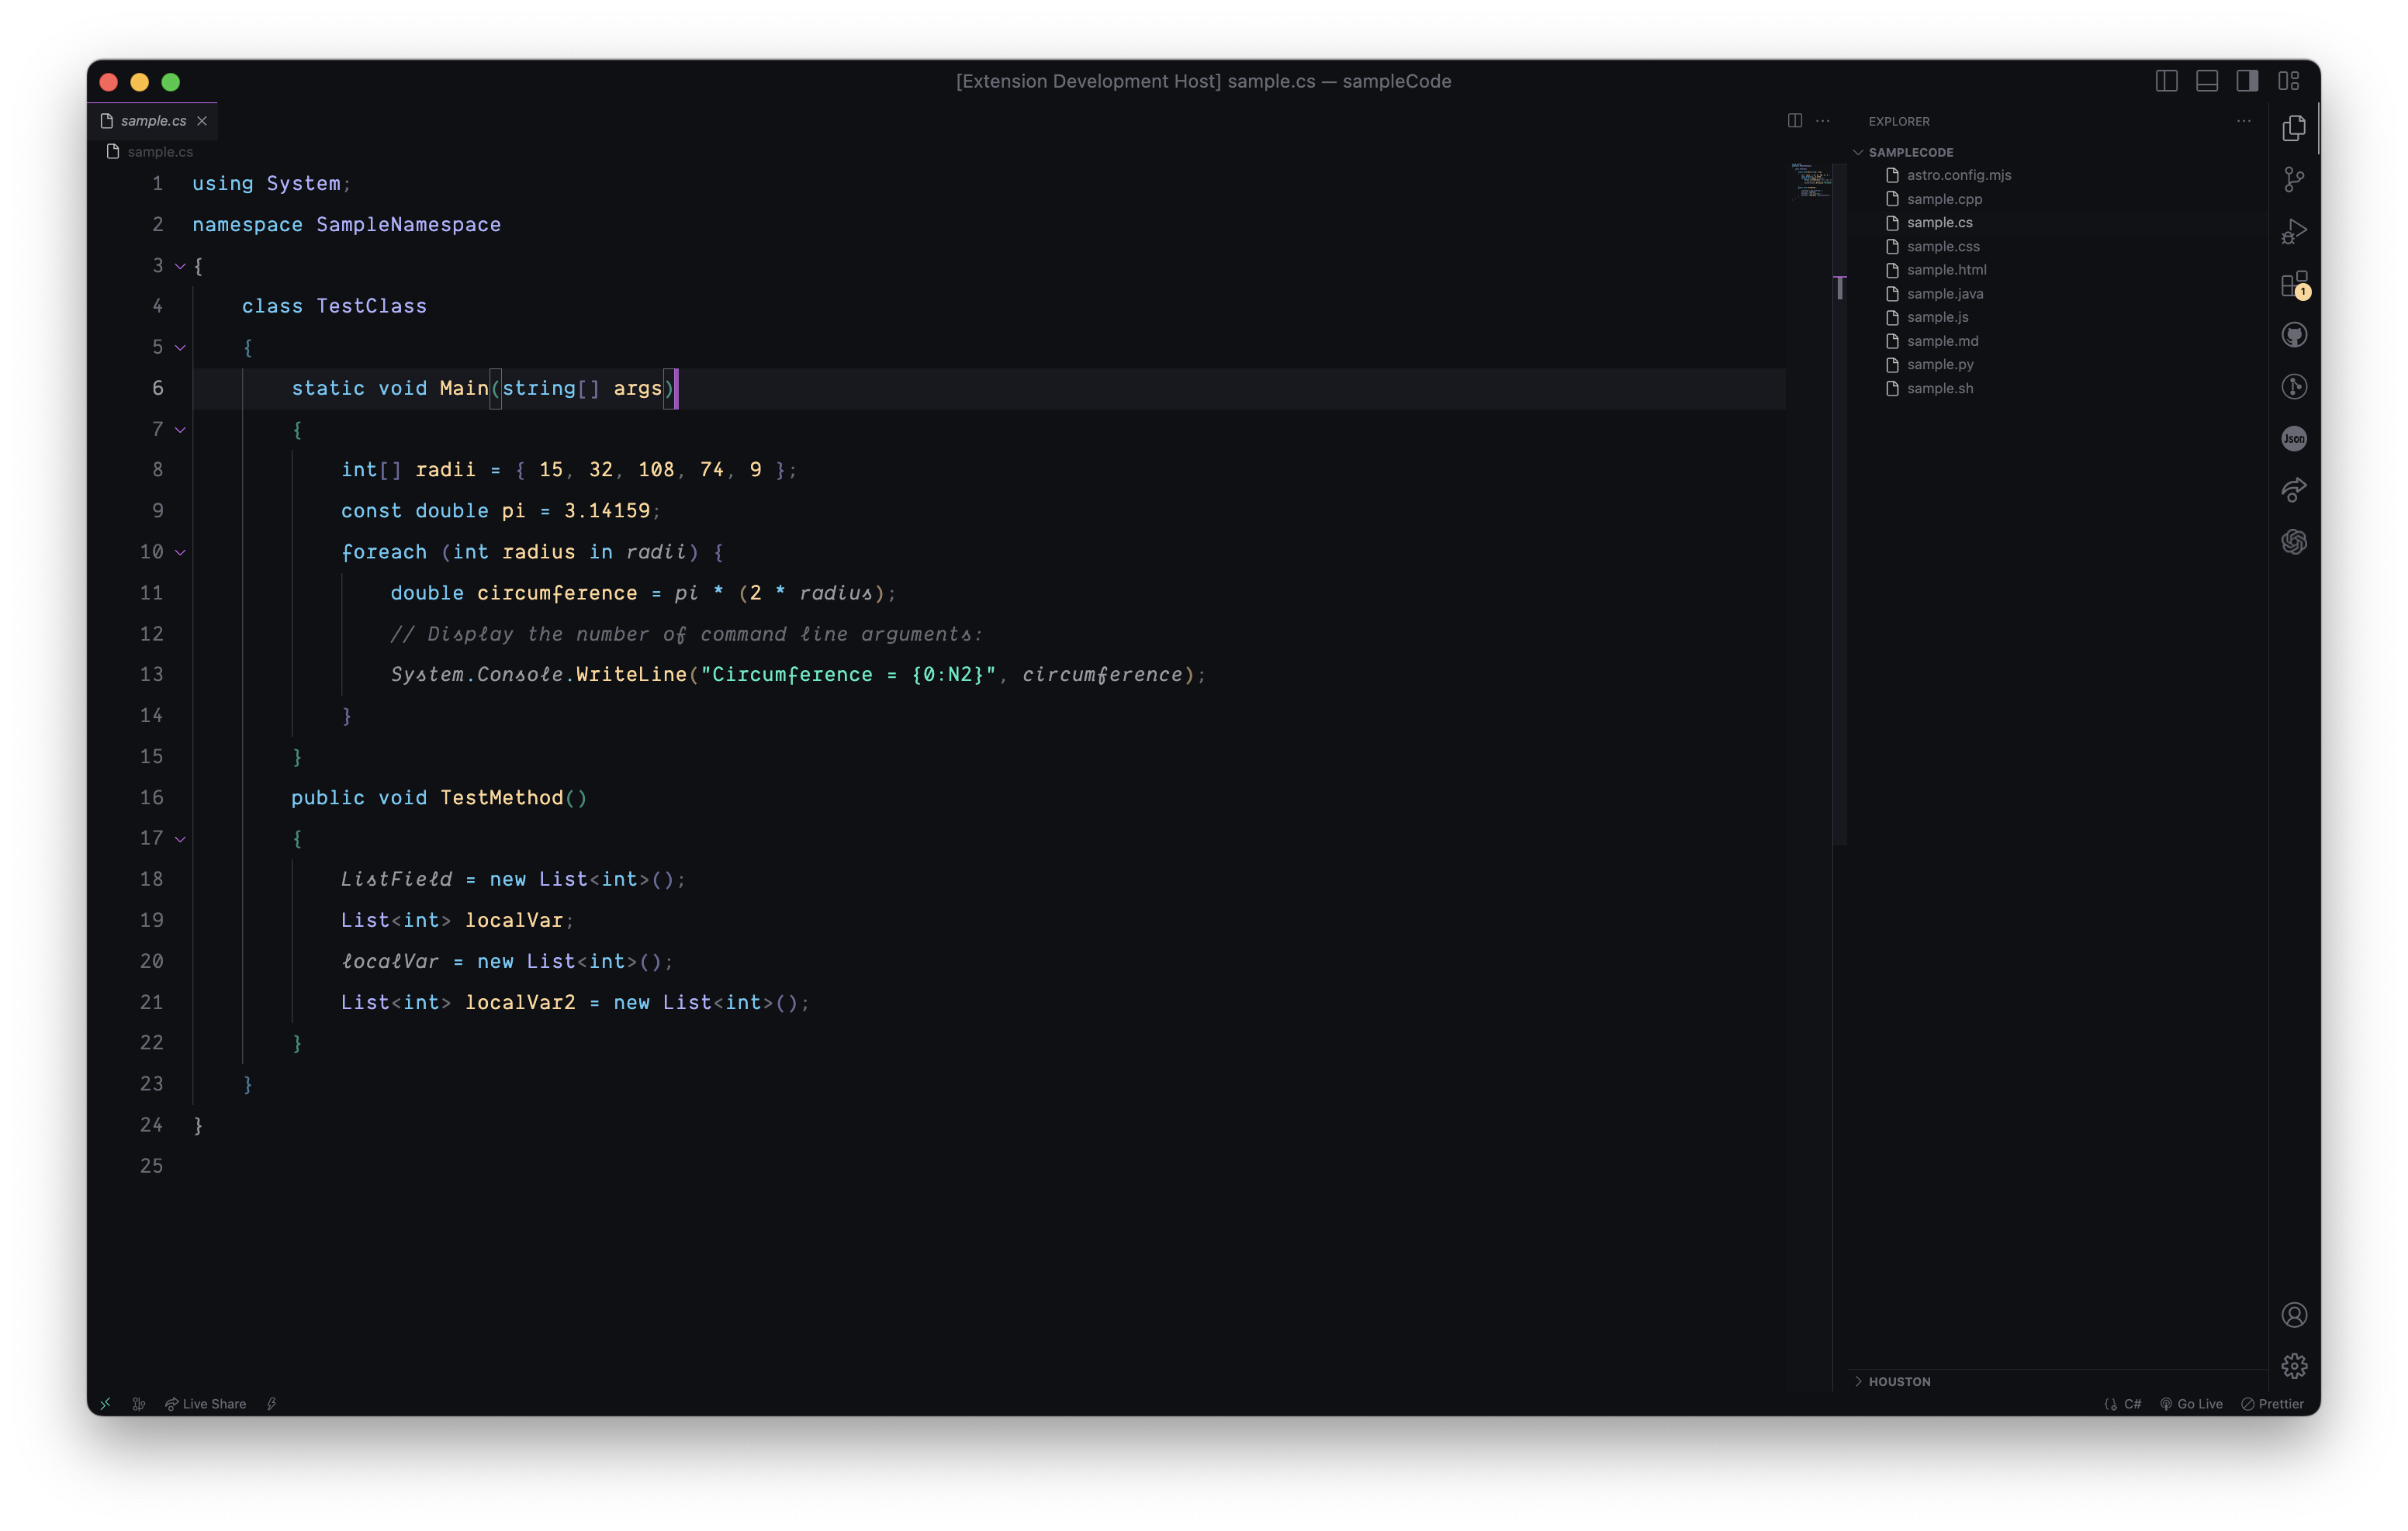 [Extension Development Host] sample.cs — sampleCode
sample.cs
sample.cs
1 using System;
2 namespace SampleNamespace
3 {
4 class TestClass
5 {
6 static void Main(string[] args)
7 {
8 int[] radii = { 15, 32, 108, 74, 9 };
9 const double pi = 3.14159;
10 foreach (int radius in radii) {
11 double circumference = pi * (2 * radius);
12 // Display the number of command line arguments:
13 System.Console.WriteLine("Circumference = {0:N2}", circumference);
14 }
15 }
16 public void TestMethod()
17 {
18 ListField = new List<int>();
19 List<int> localVar;
20 localVar = new List<int>();
21 List<int> localVar2 = new List<int>();
22 }
23 }
24 }
25
EXPLORER
SAMPLECODE
astro.config.mjs
sample.cpp
sample.cs
sample.css
sample.html
sample.java
sample.js
sample.md
sample.py
sample.sh
1
Json
HOUSTON
Live Share
C#
Go Live
Prettier